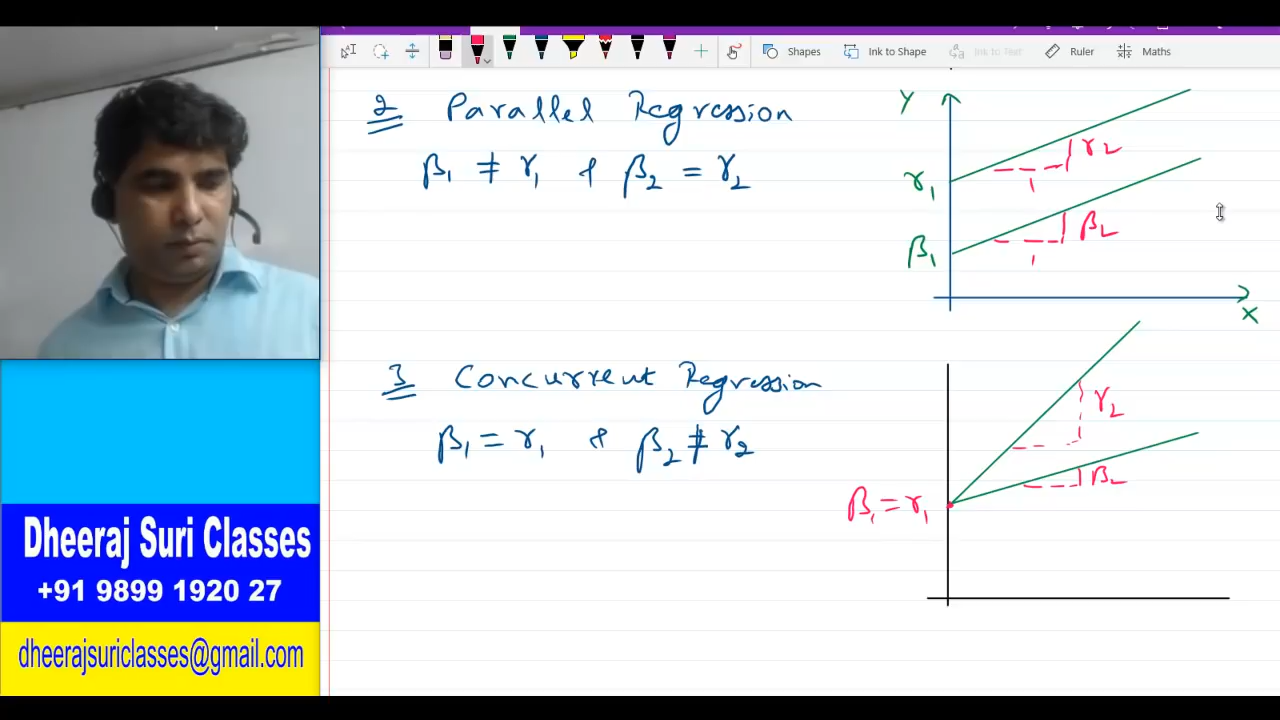 Shapes Ink to Shape Ink to Text Ruler Maths
2 Parallel Regression
β₁ ≠ γ₁ & β₂ = γ₂
Y
γ₁
γ₂
1
β₁
β₂
1
X
3 Concurrent Regression
β₁ = γ₁ & β₂ ≠ γ₂
γ₂
β₂
β₁ = γ₁
Dheeraj Suri Classes
+91 9899 1920 27
dheerajsuriclasses@gmail.com